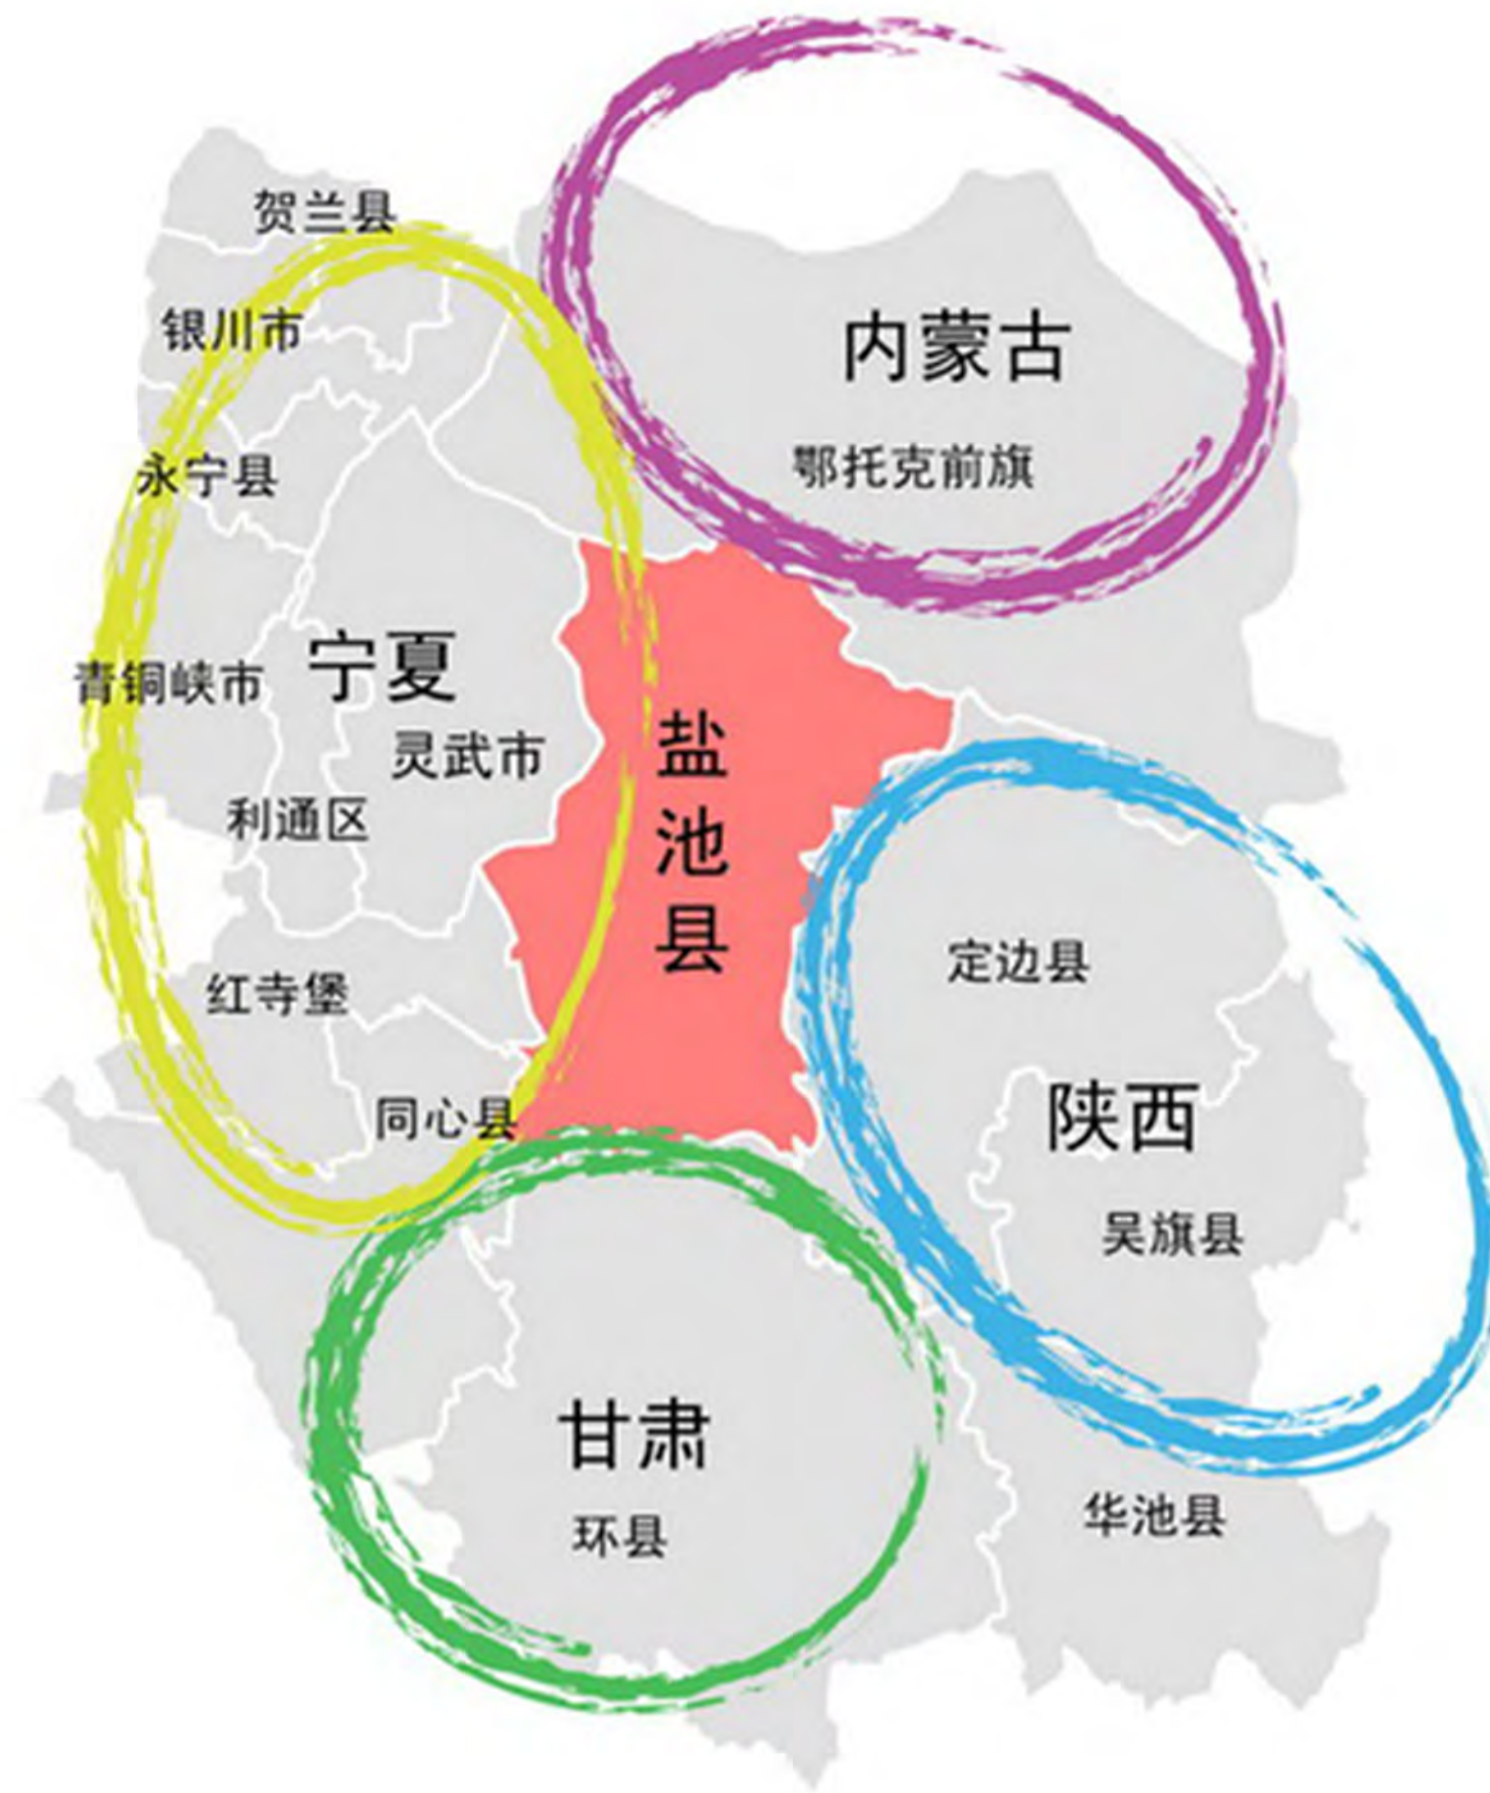 贺兰县
银川市
内蒙古
永宁县
鄂托克前旗
宁夏
青铜峡市
灵武市
盐池县
利通区
定边县
红寺堡
同心县
陕西
吴旗县
甘肃
环县
华池县